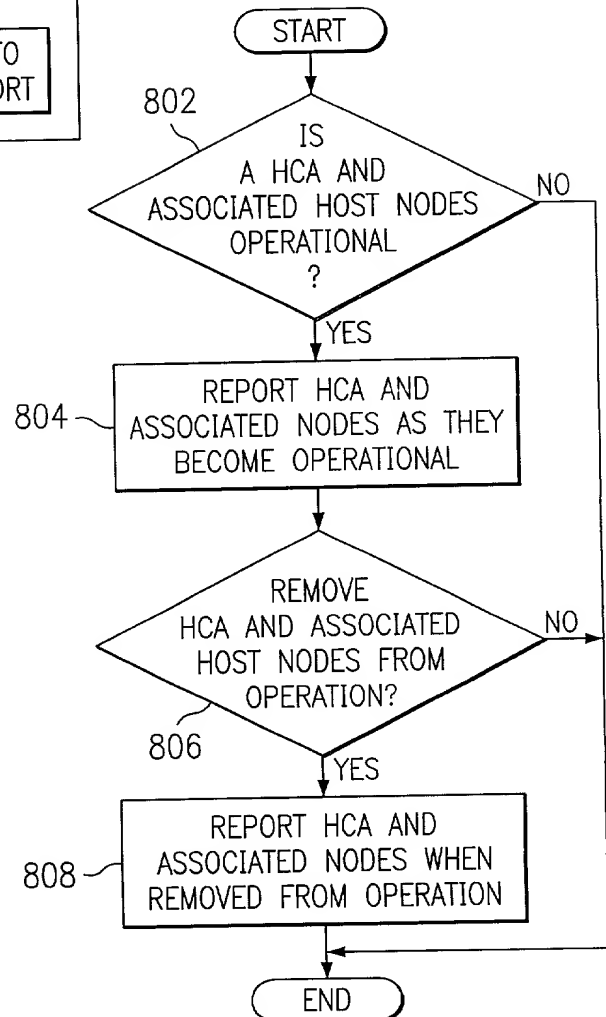 TO
START
802
IS
A HCA AND
ASSOCIATED HOST NODES
OPERATIONAL
?
NO
YES
804
REPORT HCA AND
ASSOCIATED NODES AS THEY
BECOME OPERATIONAL
REMOVE
HCA AND ASSOCIATED
HOST NODES FROM
OPERATION?
NO
806
YES
808
REPORT HCA AND
ASSOCIATED NODES WHEN
REMOVED FROM OPERATION
END